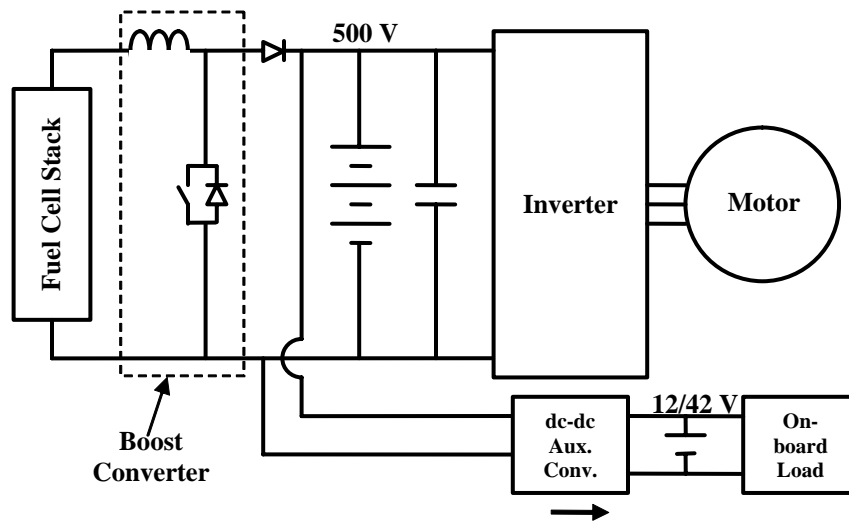 500 V
Fuel Cell Stack
Inverter
Motor
Boost
Converter
dc-dc
Aux.
Conv.
12/42 V
On-
board
Load